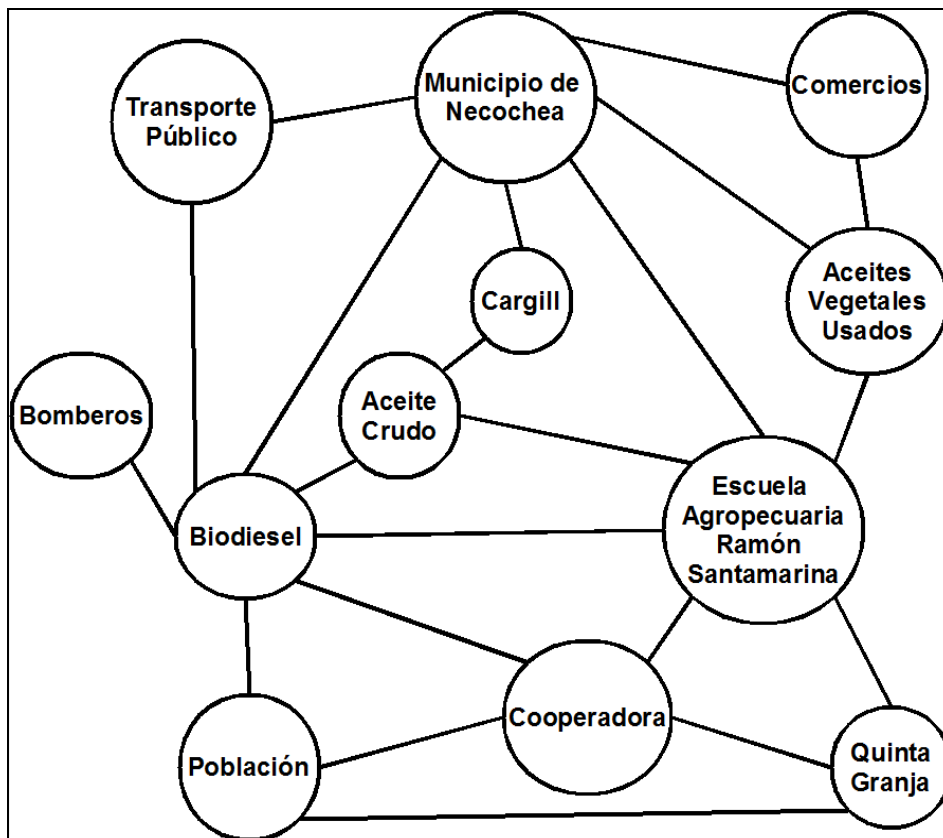 Transporte
Público
Municipio de
Necochea
Comercios
Cargill
Aceites
Vegetales
Usados
Bomberos
Aceite
Crudo
Biodiesel
Escuela
Agropecuaria
Ramón
Santamarina
Población
Cooperadora
Quinta
Granja